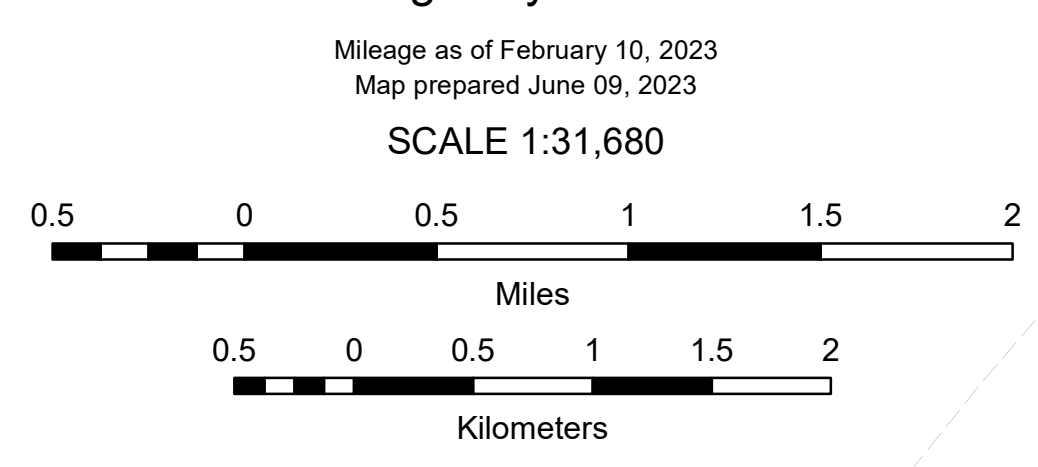 Mileage as of February 10, 2023
Map prepared June 09, 2023
SCALE 1:31,680
0.5 0 0.5 1 1.5 2
Miles
0.5 0 0.5 1 1.5 2
Kilometers